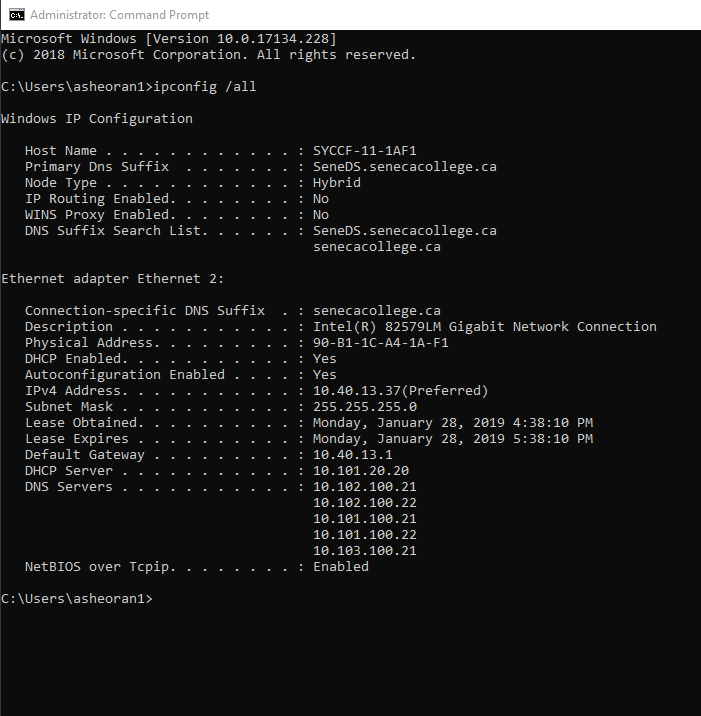 Administrator: Command Prompt
Microsoft Windows [Version 10.0.17134.228]
(c) 2018 Microsoft Corporation. All rights reserved.
C:\Users\asheoran1>ipconfig /all
Windows IP Configuration
Host Name . . . . . . . . . . . . : SYCCF-11-1AF1
Primary Dns Suffix  . . . . . . . : SeneDS.senecacollege.ca
Node Type . . . . . . . . . . . . : Hybrid
IP Routing Enabled. . . . . . . . : No
WINS Proxy Enabled. . . . . . . . : No
DNS Suffix Search List. . . . . . : SeneDS.senecacollege.ca
senecacollege.ca
Ethernet adapter Ethernet 2:
Connection-specific DNS Suffix  . : senecacollege.ca
Description . . . . . . . . . . . : Intel(R) 82579LM Gigabit Network Connection
Physical Address. . . . . . . . . : 90-B1-1C-A4-1A-F1
DHCP Enabled. . . . . . . . . . . : Yes
Autoconfiguration Enabled . . . . : Yes
IPv4 Address. . . . . . . . . . . : 10.40.13.37(Preferred)
Subnet Mask . . . . . . . . . . . : 255.255.255.0
Lease Obtained. . . . . . . . . . : Monday, January 28, 2019 4:38:10 PM
Lease Expires . . . . . . . . . . : Monday, January 28, 2019 5:38:10 PM
Default Gateway . . . . . . . . . : 10.40.13.1
DHCP Server . . . . . . . . . . . : 10.101.20.20
DNS Servers . . . . . . . . . . . : 10.102.100.21
10.102.100.22
10.101.100.21
10.101.100.22
10.103.100.21
NetBIOS over Tcpip. . . . . . . . : Enabled
C:\Users\asheoran1>